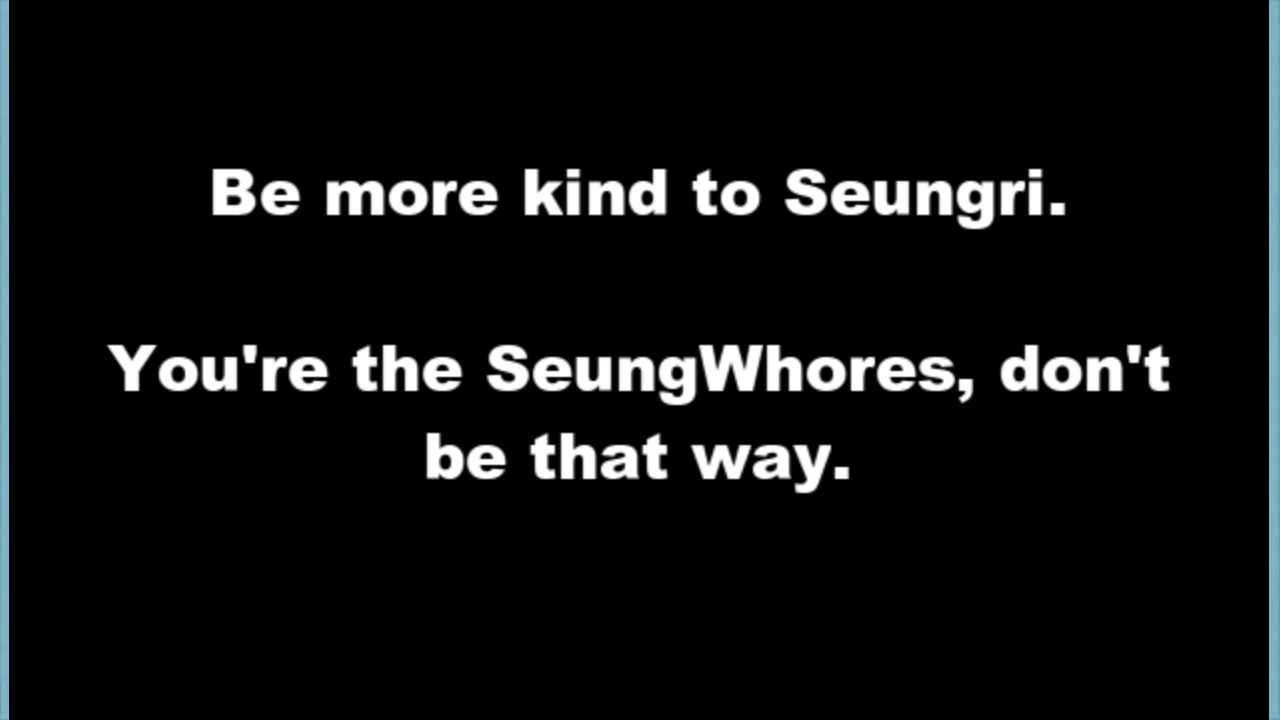 Be more kind to Seungri.
You're the SeungWhores, don't
be that way.